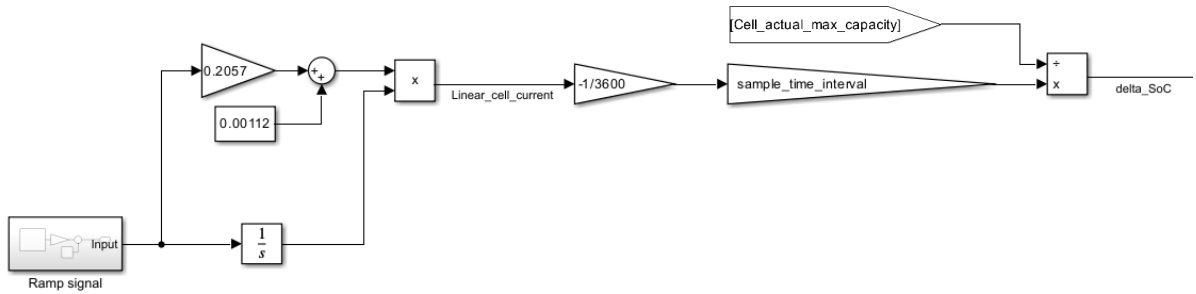 [Cell_actual_max_capacity]
0.2057
+
+
x
÷
x
-1/3600
sample_time_interval
Linear_cell_current
delta_SoC
0.00112
Input
1
s
Ramp signal